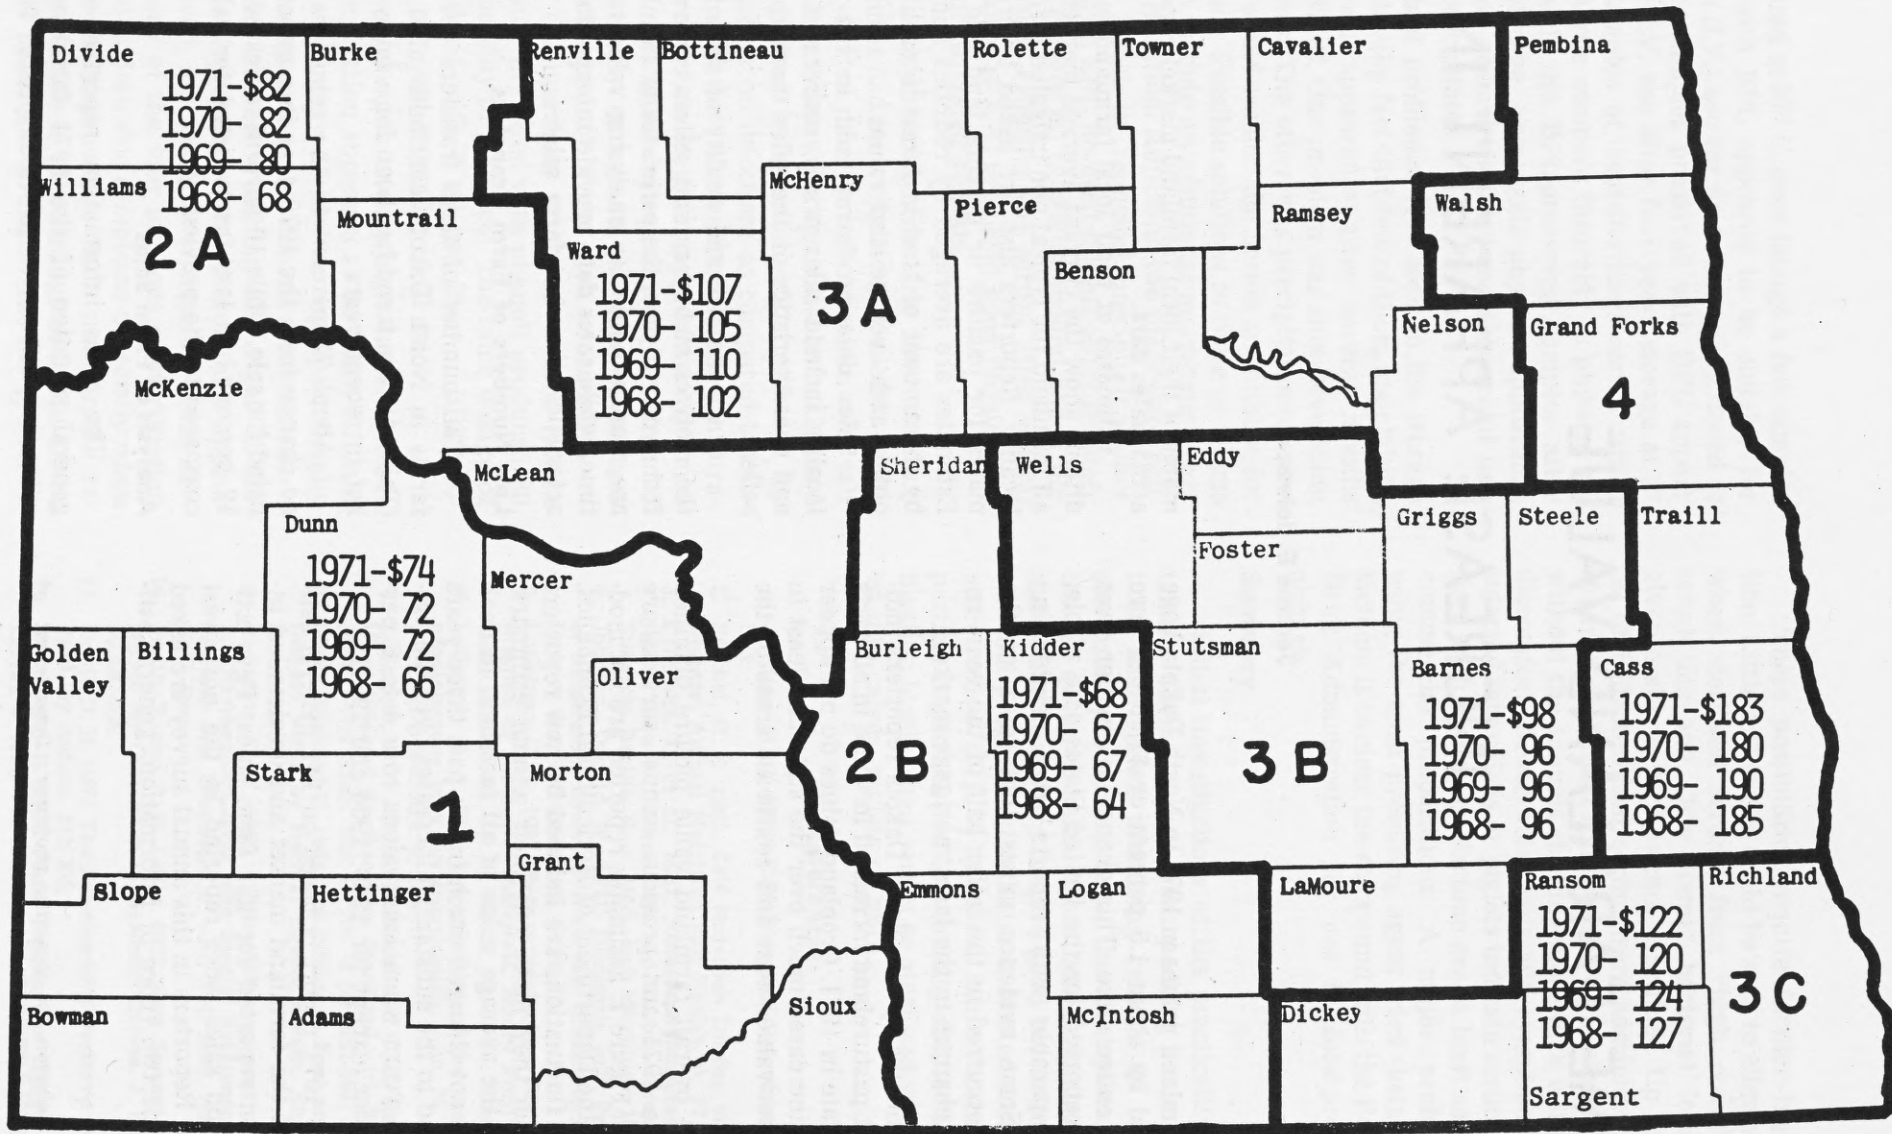 Divide
Burke
Renville
Bottineau
Rolette
Towner
Cavalier
Pembina
1971-$82
1970- 82
1969- 80
1968- 68
Williams
2A
Mountrail
McHenry
Pierce
Ramsey
Walsh
Ward
1971-$107
1970- 105
1969- 110
1968- 102
3A
Benson
Nelson
Grand Forks
4
McKenzie
McLean
Sheridan
Wells
Eddy
Foster
Griggs
Steele
Traill
Dunn
1971-$74
1970- 72
1969- 72
1968- 66
Mercer
Golden
Valley
Billings
Oliver
Burleigh
Kidder
1971-$68
1970- 67
1969- 67
1968- 64
Stutsman
Barnes
1971-$98
1970- 96
1969- 96
1968- 96
Cass
1971-$183
1970- 180
1969- 190
1968- 185
Stark
1
Morton
2B
3B
Grant
Slope
Hettinger
Emmons
Logan
LaMoure
Ransom
Richland
1971-$122
1970- 120
1969- 124
1968- 127
3C
Bowman
Adams
Sioux
McIntosh
Dickey
Sargent